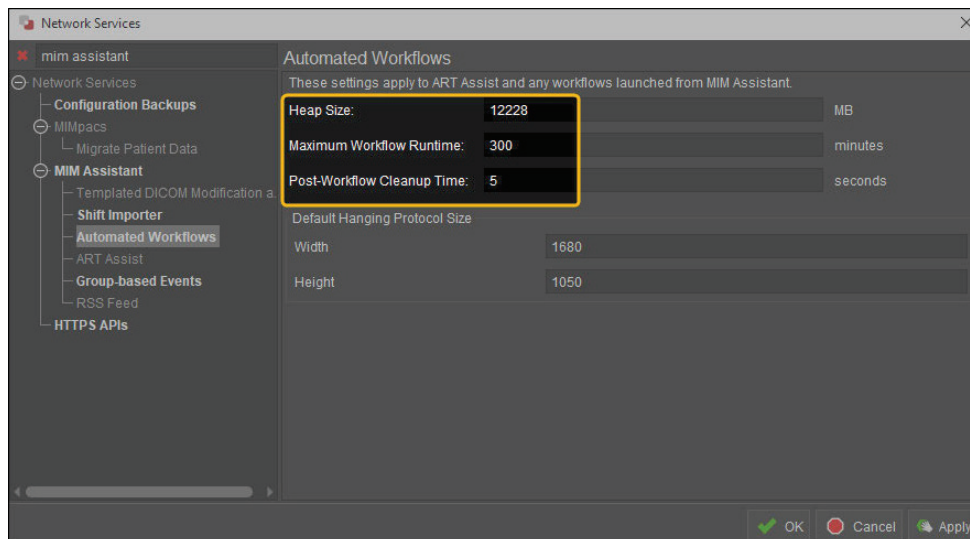 Network Services
mim assistant
Network Services
Configuration Backups
MIMpacs
Migrate Patient Data
MIM Assistant
Templated DICOM Modification a
Shift Importer
Automated Workflows
ART Assist
Group-based Events
RSS Feed
HTTPS APIs
Automated Workflows
These settings apply to ART Assist and any workflows launched from MIM Assistant.
Heap Size: 12228 MB
Maximum Workflow Runtime: 300 minutes
Post-Workflow Cleanup Time: 5 seconds
Default Hanging Protocol Size
Width 1680
Height 1050
OK Cancel Apply